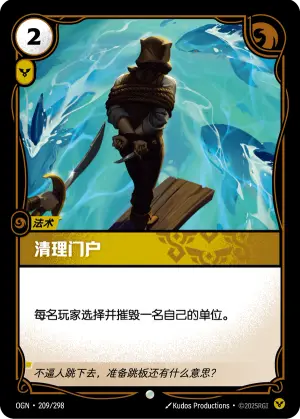 2
法术
清理门户
每名玩家选择并摧毁一名自己的单位。
不逼人跳下去，准备跳板还有什么意思？
OGN • 209/298
Kudos Productions • ©2025RGI